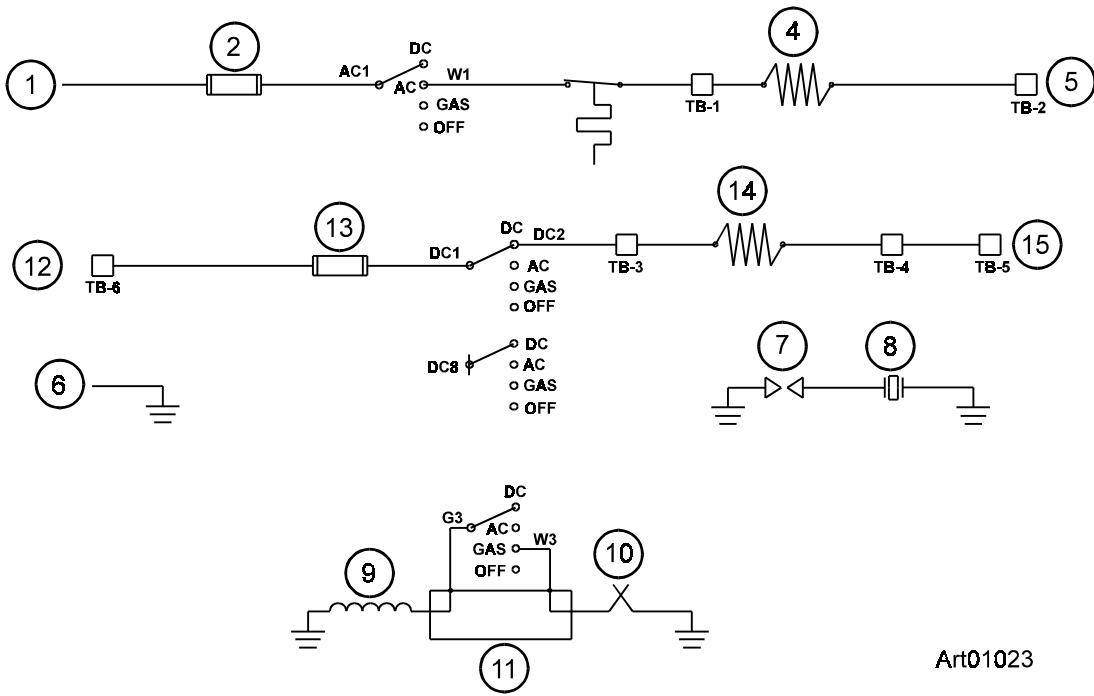 2
4
DC
1
AC1
AC
W1
5
GAS
TB-1
TB-2
OFF
13
14
DC
DC2
12
DC1
15
AC
TB-6
TB-3
TB-4
TB-5
GAS
OFF
DC
7
8
DC8
AC
6
GAS
OFF
DC
G3
AC
W3
GAS
10
9
OFF
11
Art01023